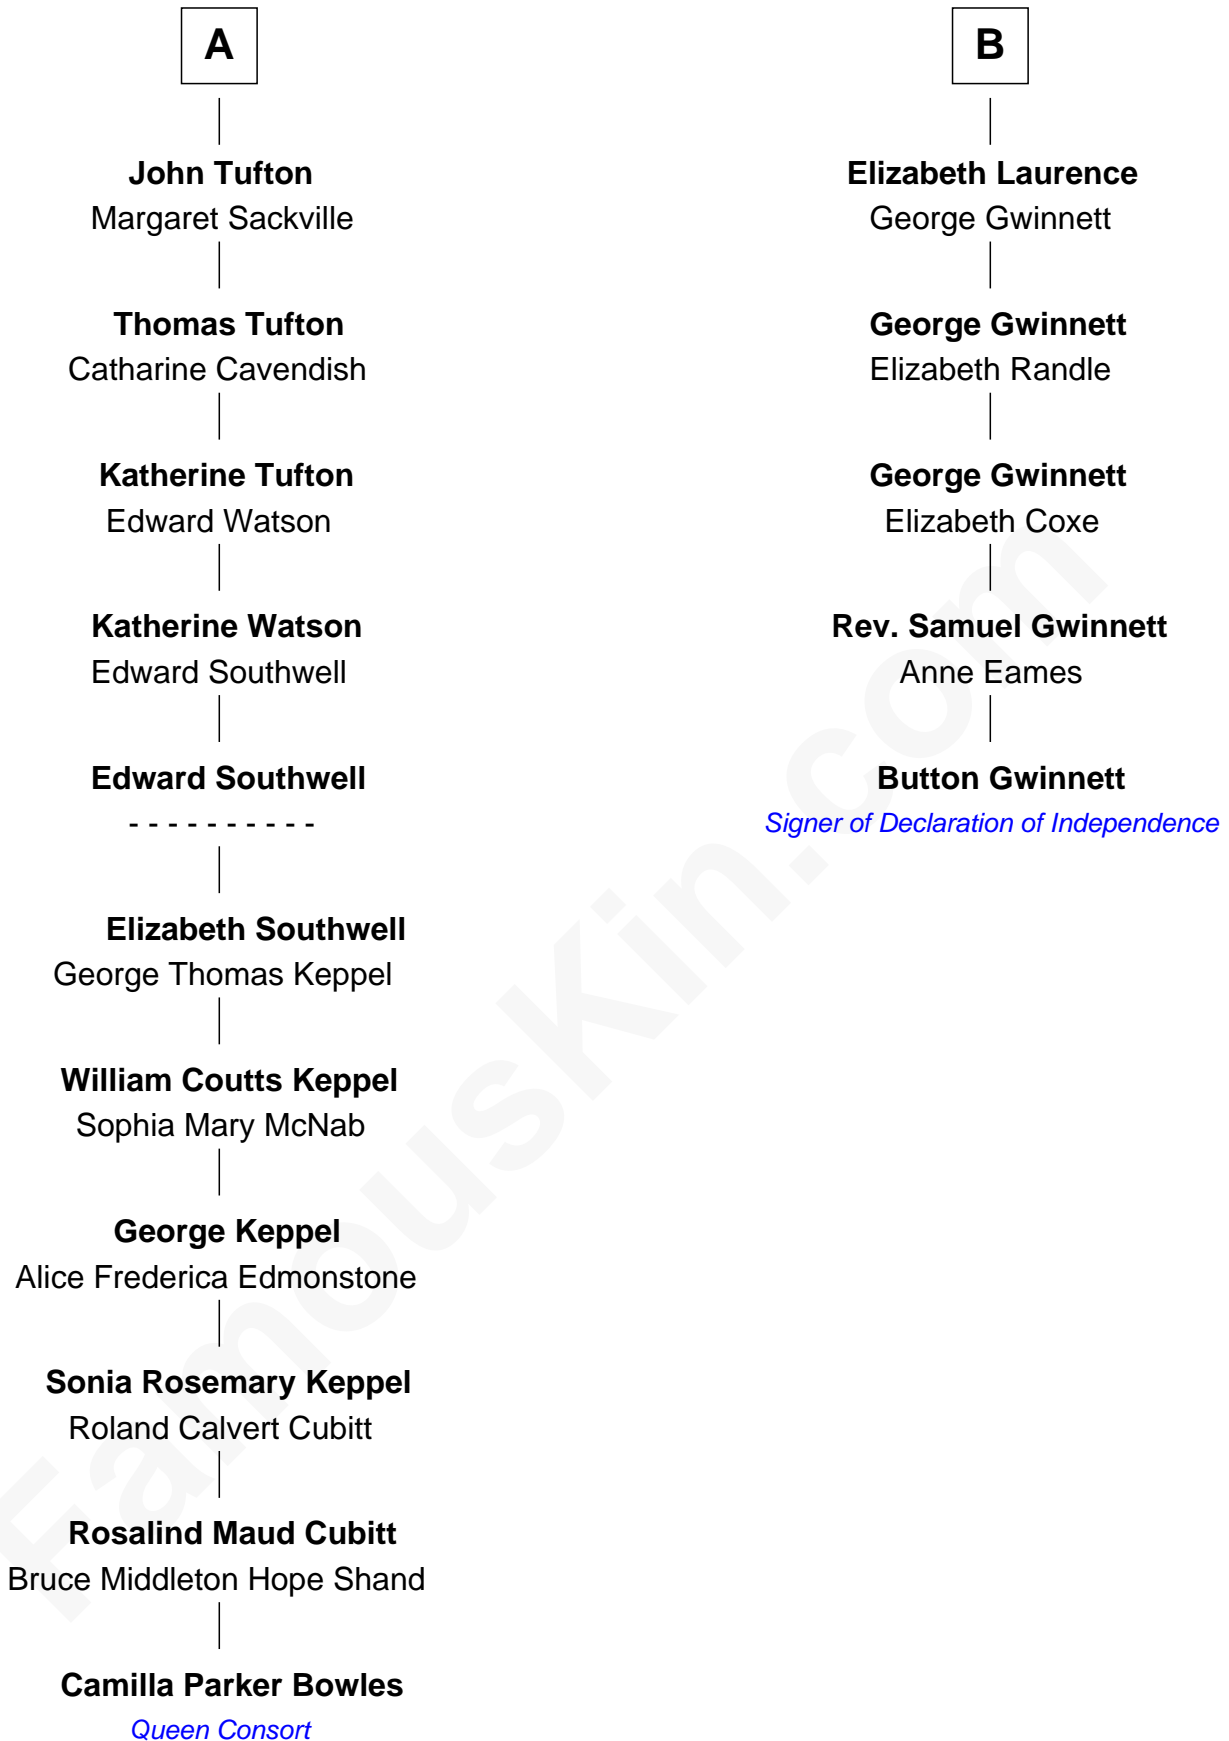 A
John Tufton
Margaret Sackville
Thomas Tufton
Catharine Cavendish
Katherine Tufton
Edward Watson
Katherine Watson
Edward Southwell
Edward Southwell
- - - - - - - - - -
Elizabeth Southwell
George Thomas Keppel
William Coutts Keppel
Sophia Mary McNab
George Keppel
Alice Frederica Edmonstone
Sonia Rosemary Keppel
Roland Calvert Cubitt
Rosalind Maud Cubitt
Bruce Middleton Hope Shand
Camilla Parker Bowles
Queen Consort
B
Elizabeth Laurence
George Gwinnett
George Gwinnett
Elizabeth Randle
George Gwinnett
Elizabeth Coxe
Rev. Samuel Gwinnett
Anne Eames
Button Gwinnett
Signer of Declaration of Independence
FamousKin.com